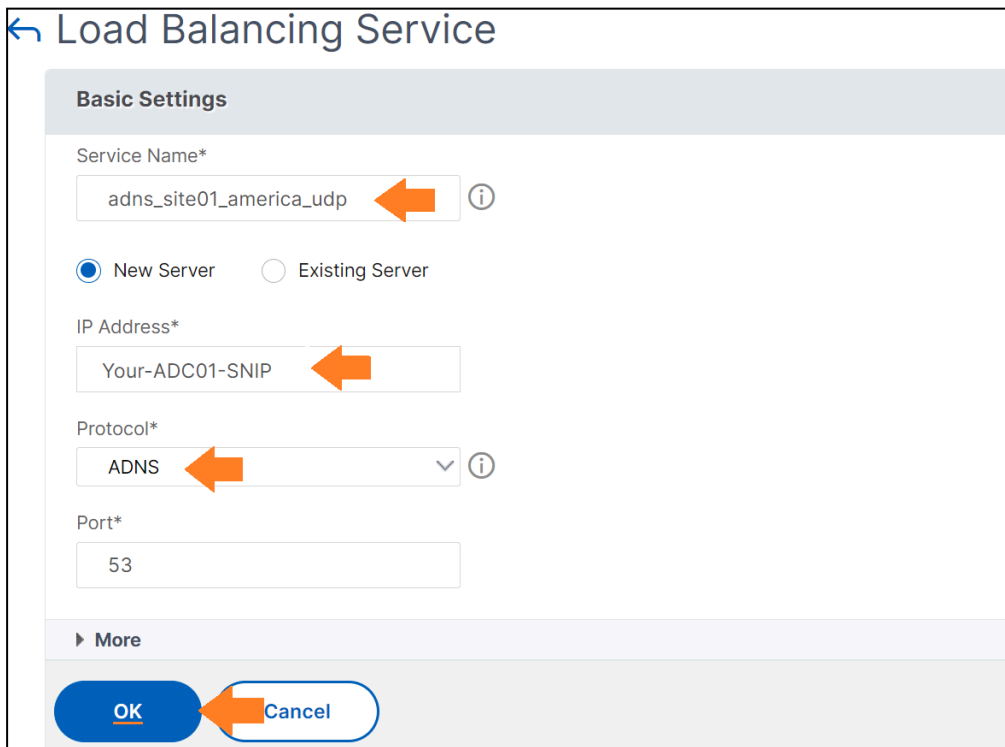 Load Balancing Service
Basic Settings
Service Name*
adns_site01_america_udp
New Server Existing Server
IP Address*
Your-ADC01-SNIP
Protocol*
ADNS
Port*
53
More
OK Cancel